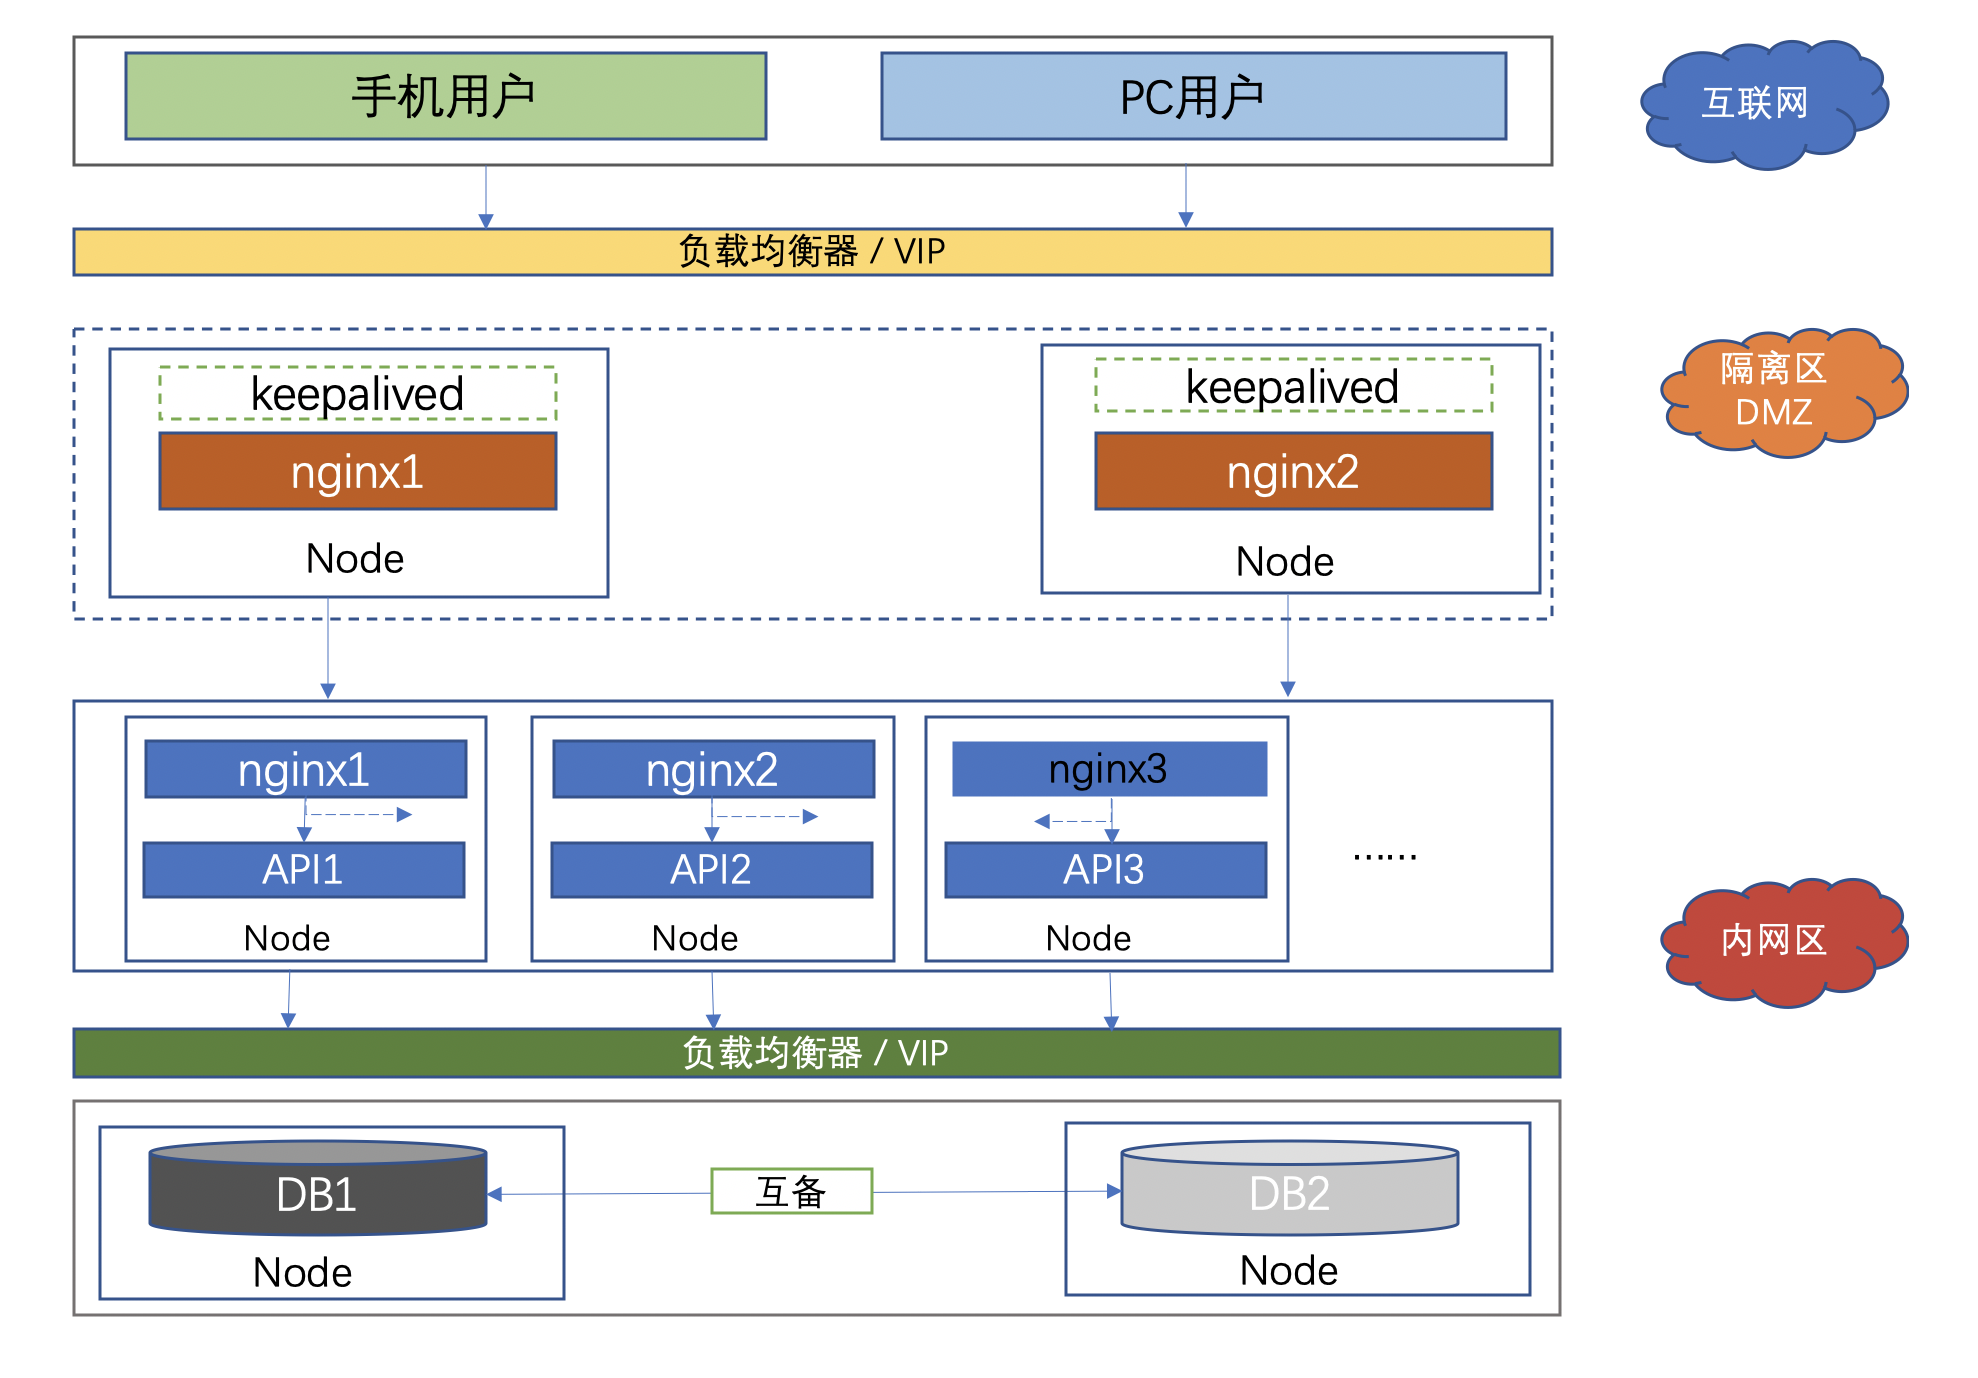 手机用户
PC用户
互联网
负载均衡器 / VIP
keepalived
nginx1
Node
keepalived
nginx2
Node
隔离区
DMZ
nginx1
API1
Node
nginx2
API2
Node
nginx3
API3
Node
……
内网区
负载均衡器 / VIP
DB1
Node
互备
DB2
Node